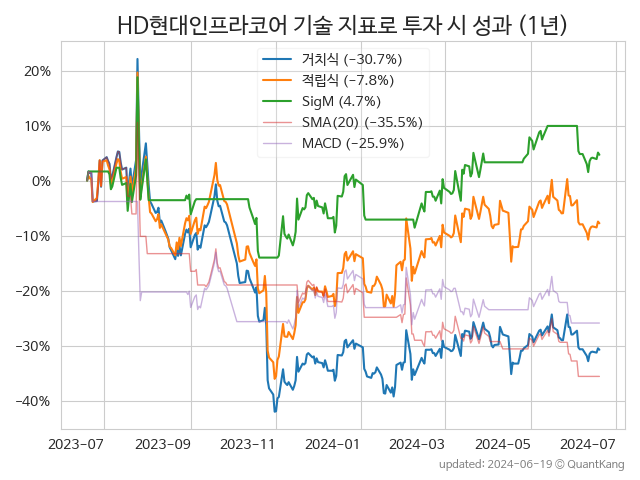 HD현대인프라코어 기술 지표로 투자 시 성과 (1년)
거치식 (−30.7%)
적립식 (−7.8%)
SigM (4.7%)
SMA(20) (−35.5%)
MACD (−25.9%)
20%
10%
0%
−10%
−20%
−30%
−40%
2023-07 2023-09 2023-11 2024-01 2024-03 2024-05 2024-07
updated: 2024-06-19 © QuantKang